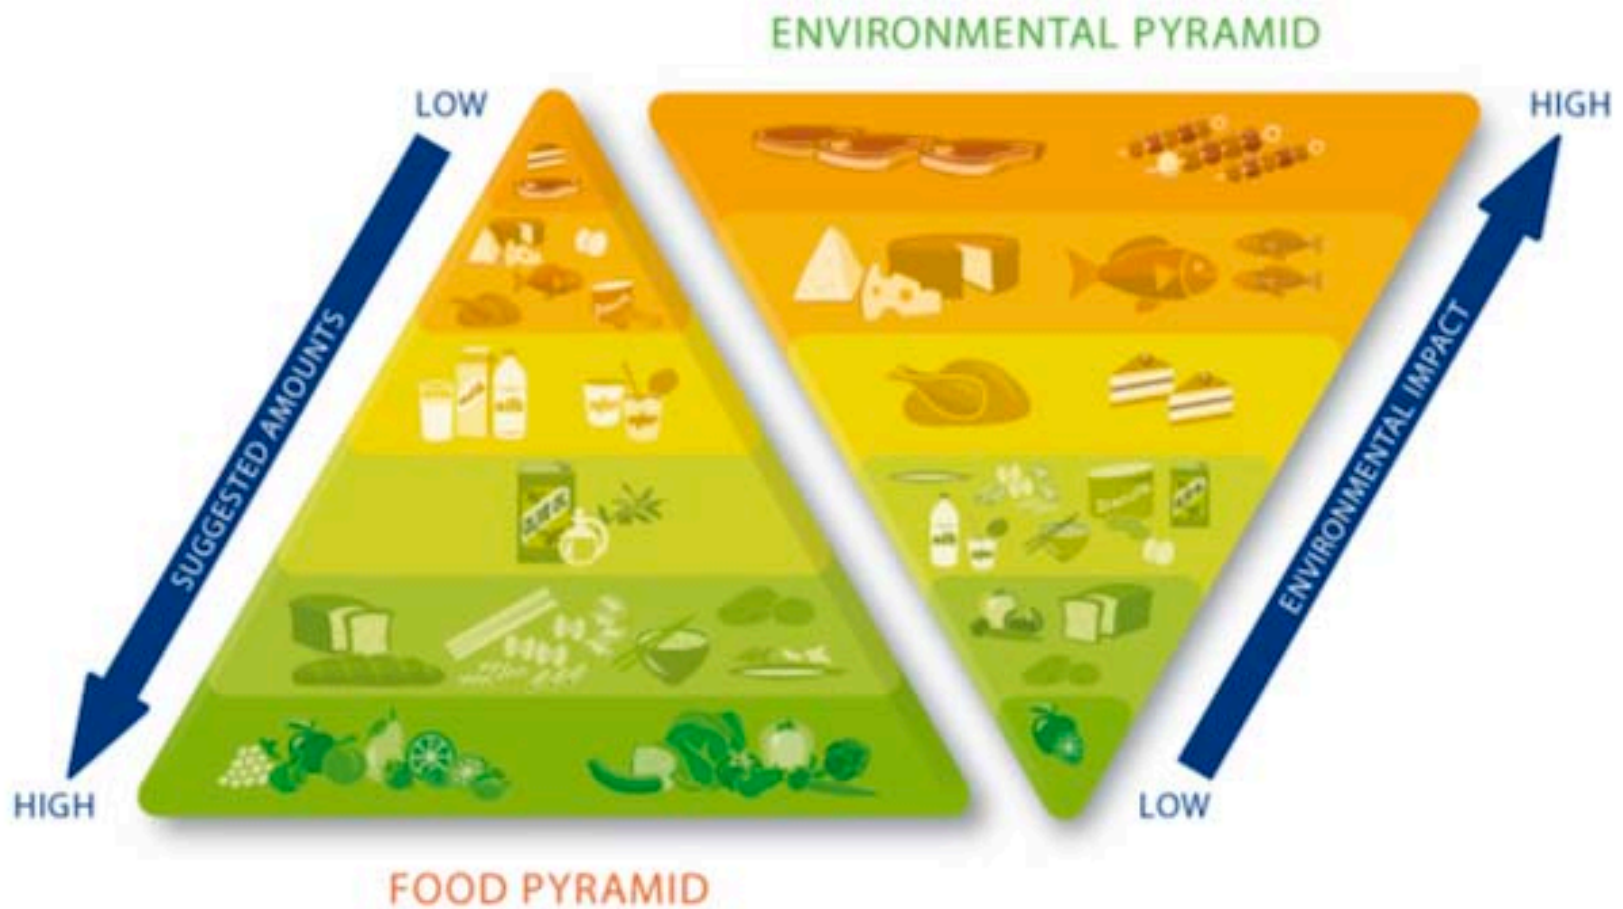 ENVIRONMENTAL PYRAMID
LOW
HIGH
SUGGESTED AMOUNTS
ENVIRONMENTAL IMPACT
HIGH
LOW
FOOD PYRAMID